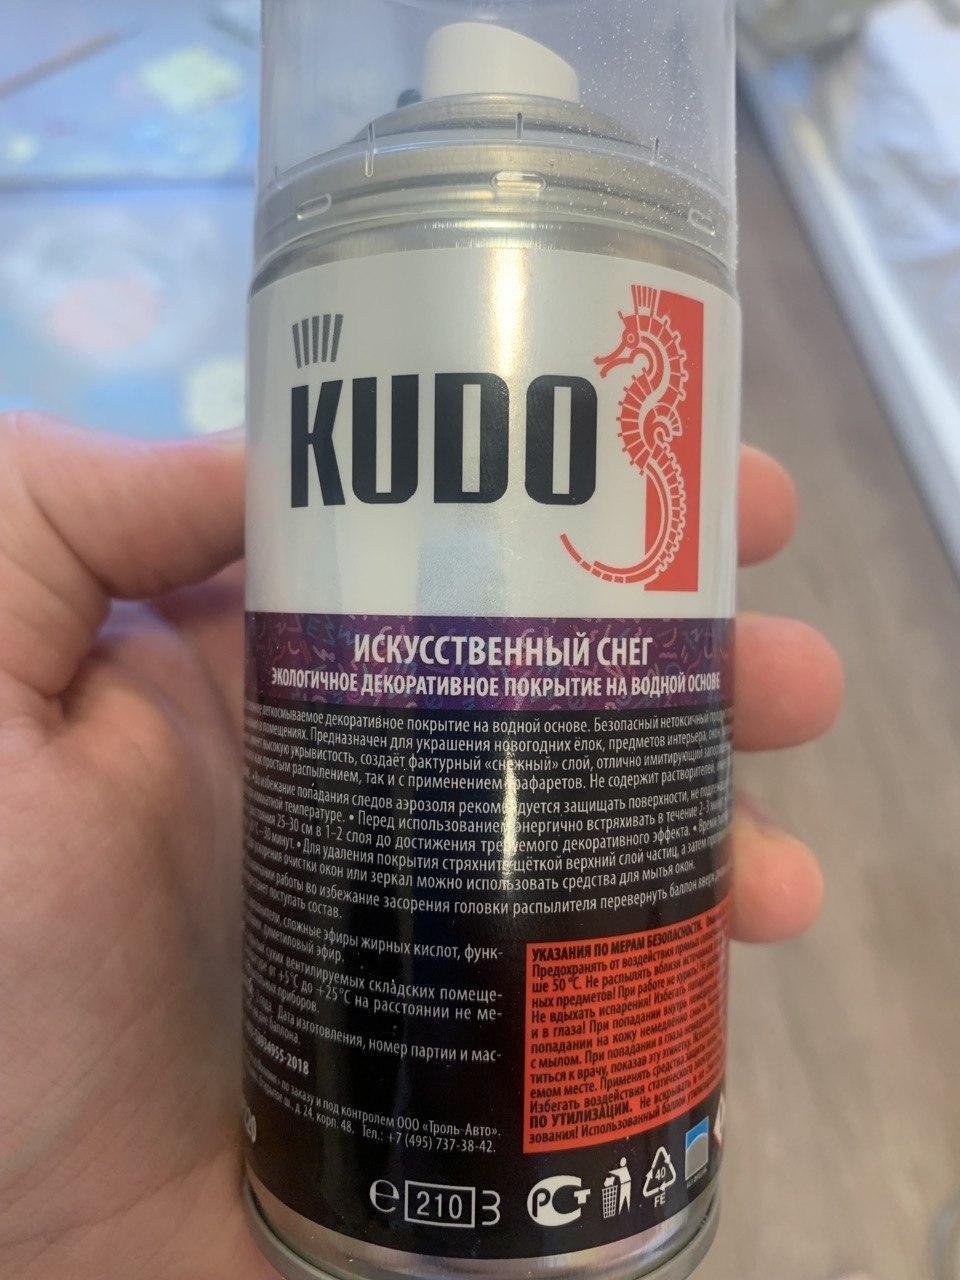 KUDO
ИСКУССТВЕННЫЙ СНЕГ
ЭКОЛОГИЧНОЕ ДЕКОРАТИВНОЕ ПОКРЫТИЕ НА ВОДНОЙ ОСНОВЕ
легкосмываемое декоративное покрытие на водной основе. Безопасный нетоксичный
в помещениях. Предназначен для украшения новогодних ёлок, предметов интерьера,
высокую укрывистость, создаёт фактурный «снежный» слой, отлично имитирующий
как простым распылением, так и с применением трафаретов. Не содержит
• Во избежание попадания следов аэрозоля рекомендуется защищать поверхности, не
комнатной температуре. • Перед использованием энергично встряхивать в течение 2-3
25-30 см в 1-2 слоя до достижения требуемого декоративного эффекта. •
30 минут. • Для удаления покрытия стряхните щёткой верхний слой частиц, а затем
очистки окон или зеркал можно использовать средства для мытья окон.
работы во избежание засорения головки распылителя перевернуть баллон вверх
поступать состав.
сложные эфиры жирных кислот, функ-
диметиловый эфир.
сухих вентилируемых складских помеще-
от +5°C до +25°C на расстоянии не ме-
приборов.
Дата изготовления, номер партии и мас-
баллона.
-2018
по заказу и под контролем ООО «Троль-Авто».
ш., д. 24, корп. 48. Тел.: +7 (495) 737-38-42.
УКАЗАНИЯ ПО МЕРАМ БЕЗОПАСНОСТИ.
Предохранять от воздействия прямых
ше 50 °C. Не распылять вблизи
ных предметов! При работе не курить!
Не вдыхать испарения! Избегать
и в глаза! При попадании внутрь
попадании на кожу немедленно
с мылом. При попадании в глаза
титься к врачу, показав эту этикетку.
емом месте. Применять средства защиты
Избегать воздействия статического
ПО УТИЛИЗАЦИИ. Не вскрывать и не
зования! Использованный баллон
℮ 210 З
РСТ
40
FE